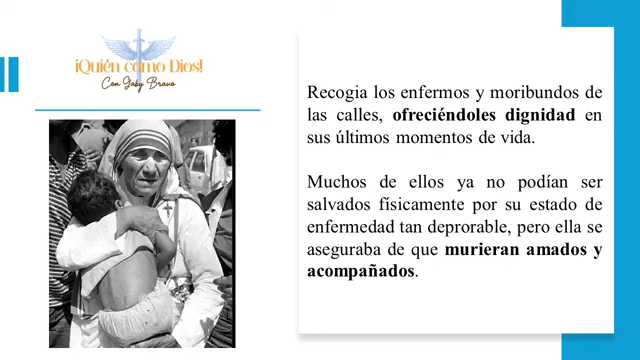 ¡Quién como Dios!
Con Gaby Bravo
Recogia los enfermos y moribundos de
las calles, ofreciéndoles dignidad en
sus últimos momentos de vida.
Muchos de ellos ya no podían ser
salvados físicamente por su estado de
enfermedad tan deprorable, pero ella se
aseguraba de que murieran amados y
acompañados.